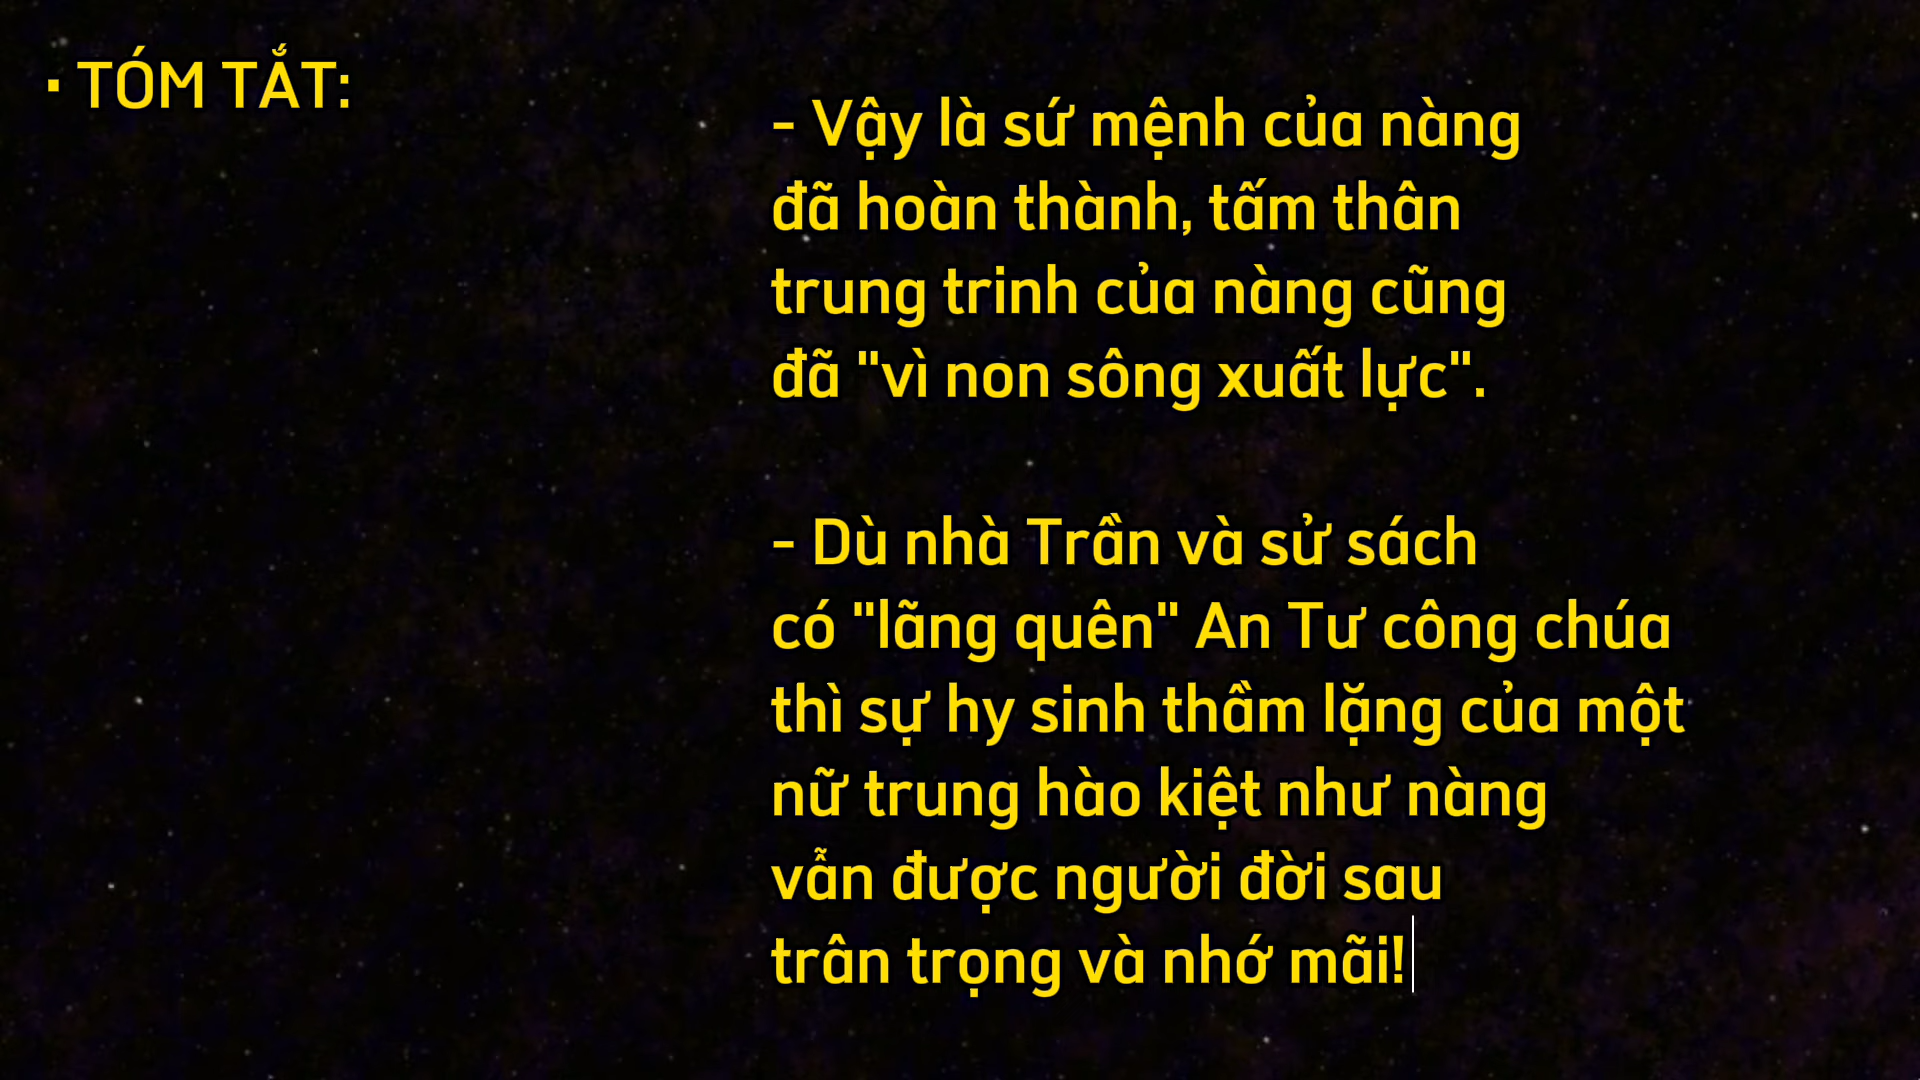 · TÓM TẮT:
- Vậy là sứ mệnh của nàng
đã hoàn thành, tấm thân
trung trinh của nàng cũng
đã "vì non sông xuất lực".
- Dù nhà Trần và sử sách
có "lãng quên" An Tư công chúa
thì sự hy sinh thầm lặng của một
nữ trung hào kiệt như nàng
vẫn được người đời sau
trân trọng và nhớ mãi!